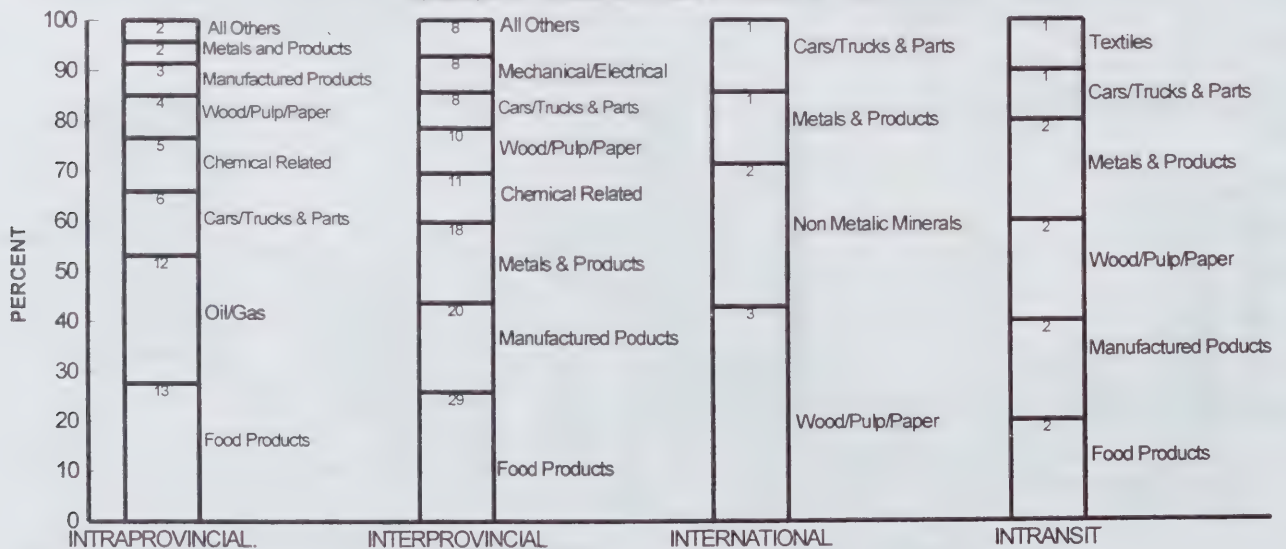 PERCENT
100
90
80
70
60
50
40
30
20
10
0
2 All Others
2 Metals and Products
3 Manufactured Products
4 Wood/Pulp/Paper
5 Chemical Related
6 Cars/Trucks & Parts
12 Oil/Gas
13 Food Products
INTRAPROVINCIAL.
8 All Others
8 Mechanical/Electrical
8 Cars/Trucks & Parts
10 Wood/Pulp/Paper
11 Chemical Related
18 Metals & Products
20 Manufactured Poducts
29 Food Products
INTERPROVINCIAL
1 Cars/Trucks & Parts
1 Metals & Products
2 Non Metalic Minerals
3 Wood/Pulp/Paper
INTERNATIONAL
1 Textiles
1 Cars/Trucks & Parts
2 Metals & Products
2 Wood/Pulp/Paper
2 Manufactured Poducts
2 Food Products
INTRANSIT